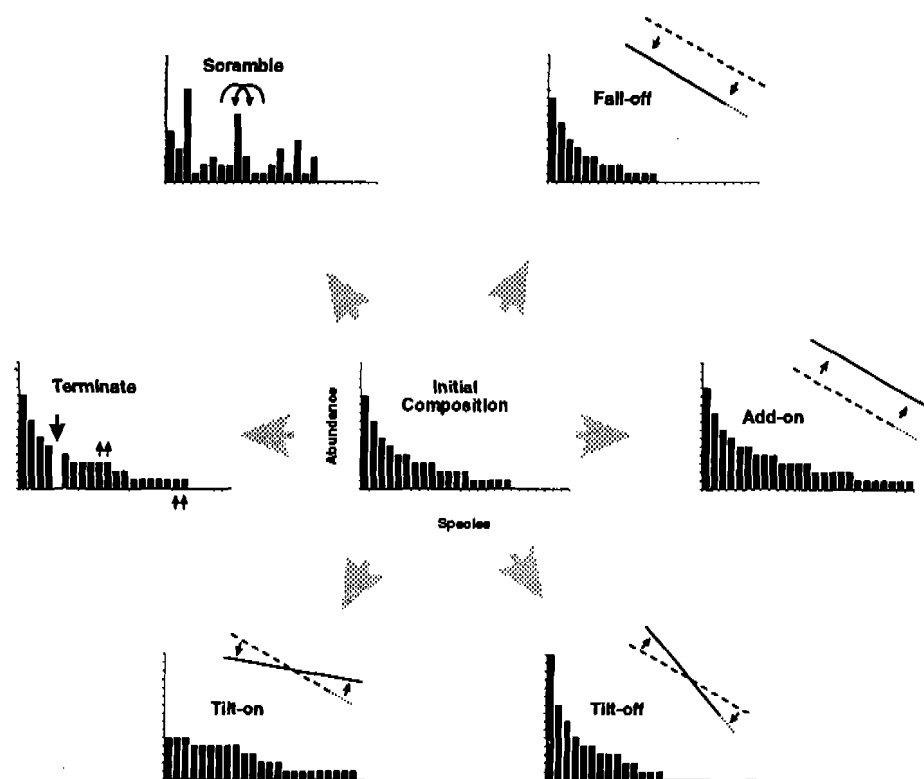 Scramble
Fall-off
Terminate
Initial
Composition
Abundance
Species
Add-on
Tilt-on
Tilt-off